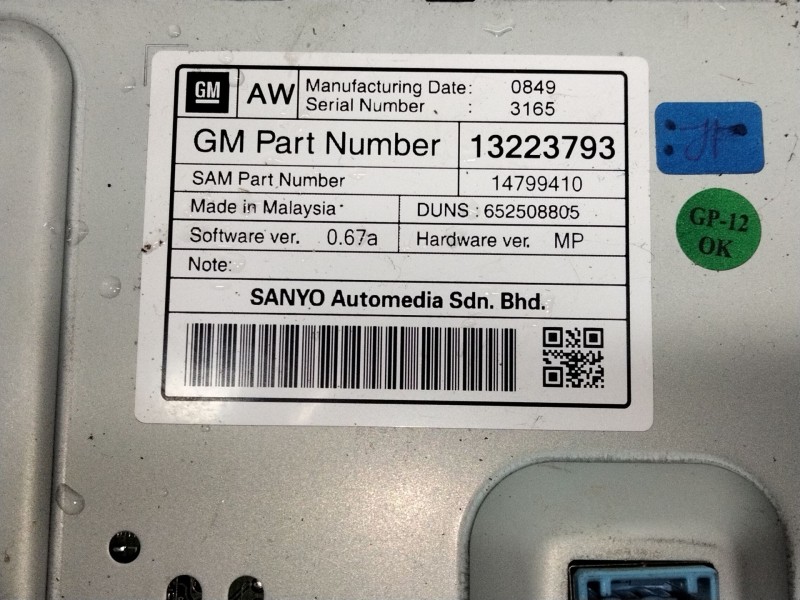 GM AW Manufacturing Date: 0849
Serial Number : 3165
GM Part Number 13223793
SAM Part Number 14799410
Made in Malaysia DUNS : 652508805
Software ver. 0.67a Hardware ver. MP
Note:
SANYO Automedia Sdn. Bhd.
GP-12
OK